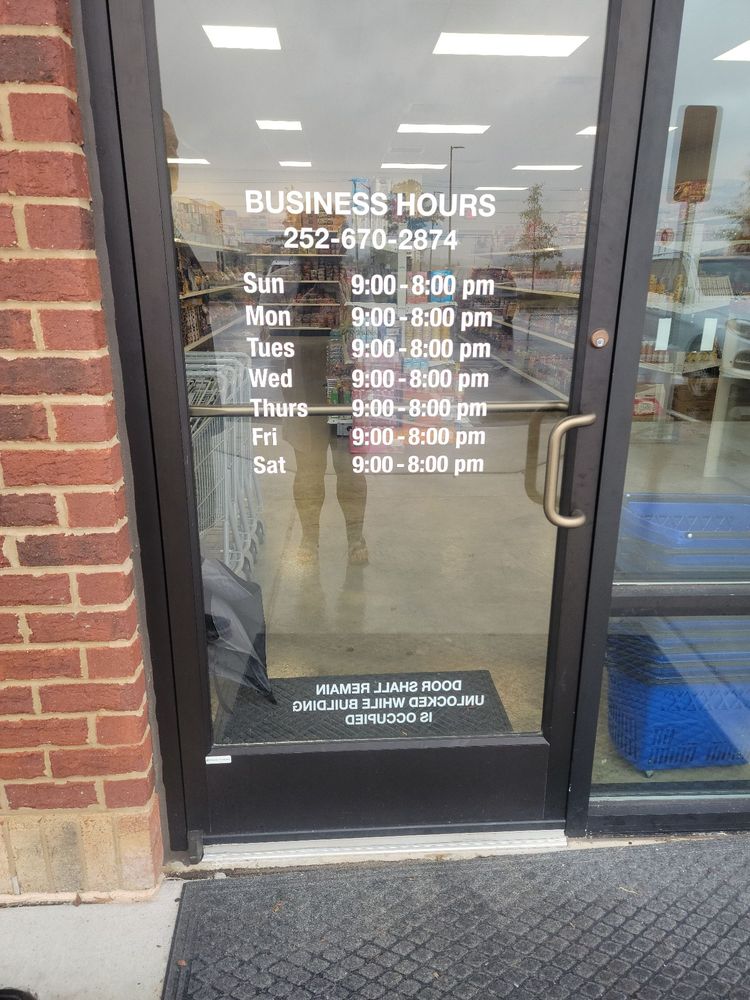 BUSINESS HOURS
252-670-2874
Sun 9:00-8:00 pm
Mon 9:00-8:00 pm
Tues 9:00-8:00 pm
Wed 9:00-8:00 pm
Thurs 9:00-8:00 pm
Fri 9:00-8:00 pm
Sat 9:00-8:00 pm
DOOR SHALL REMAIN
UNLOCKED WHILE BUILDING
IS OCCUPIED